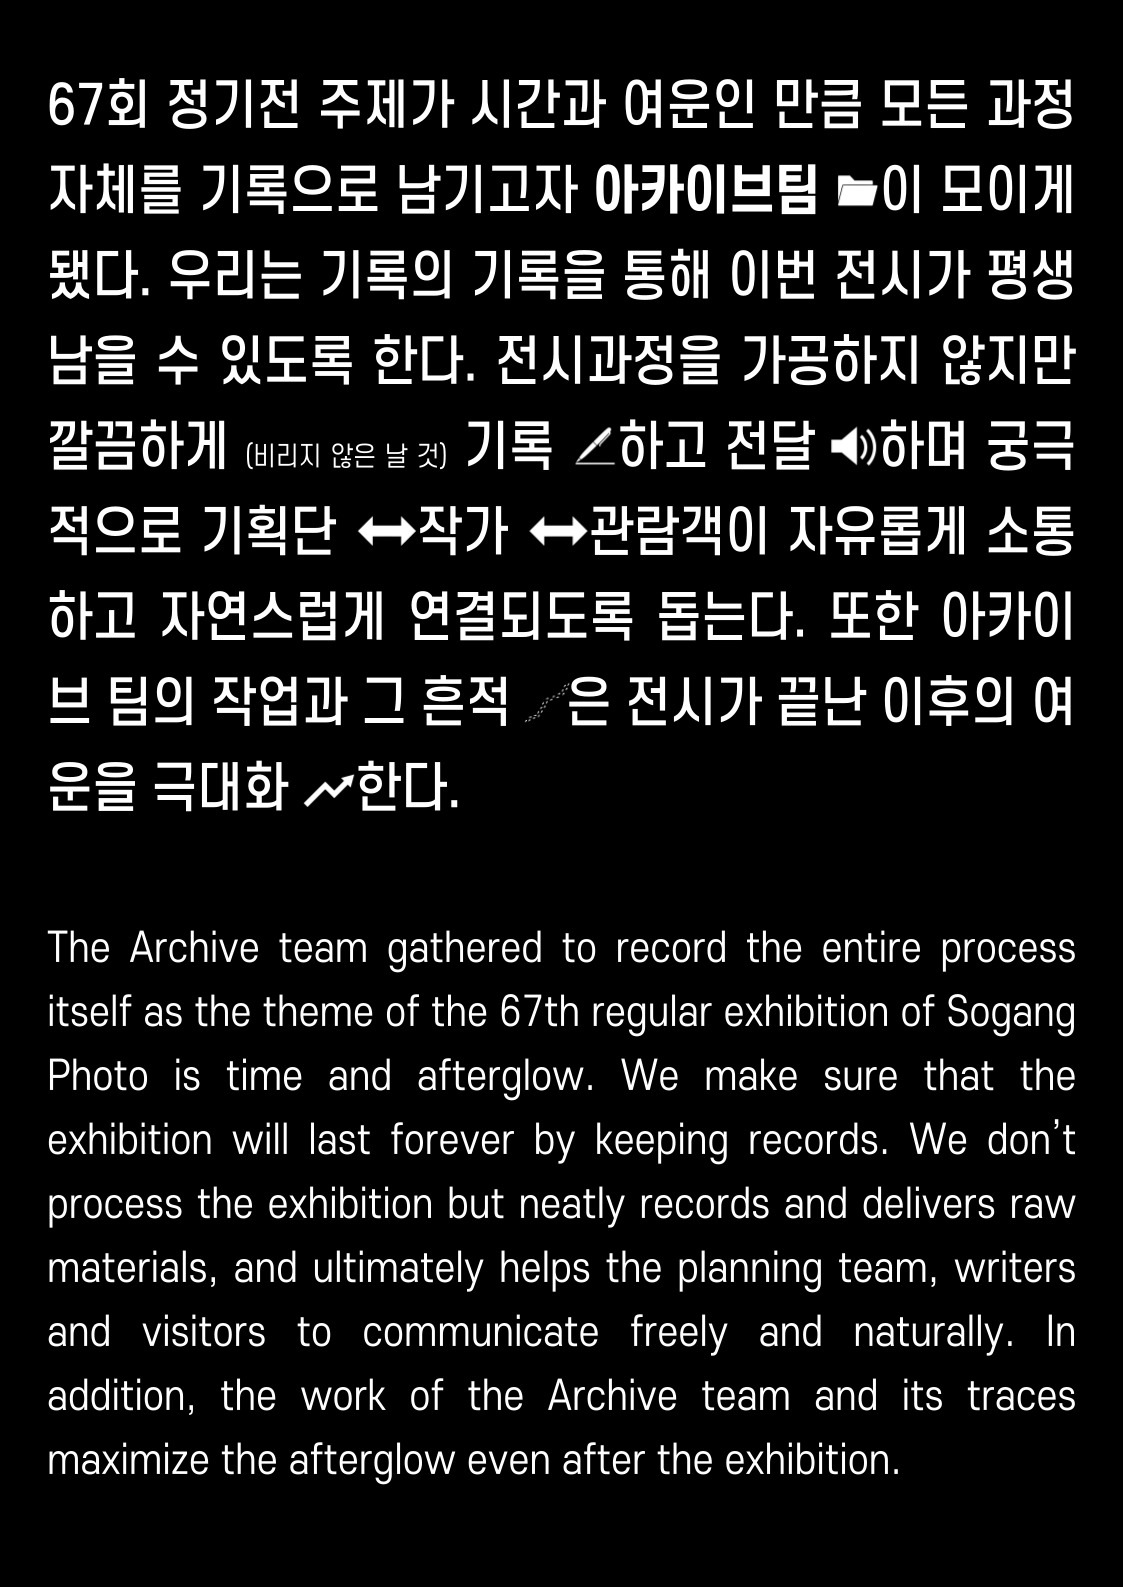 67회 정기전 주제가 시간과 여운인 만큼 모든 과정
자체를 기록으로 남기고자 아카이브팀 이 모이게
됐다. 우리는 기록의 기록을 통해 이번 전시가 평생
남을 수 있도록 한다. 전시과정을 가공하지 않지만
깔끔하게 (비리지 않은 날 것) 기록 하고 전달 하며 궁극
적으로 기획단 ↔작가 ↔관람객이 자유롭게 소통
하고 자연스럽게 연결되도록 돕는다. 또한 아카이
브 팀의 작업과 그 흔적 은 전시가 끝난 이후의 여
운을 극대화 한다.
The Archive team gathered to record the entire process
itself as the theme of the 67th regular exhibition of Sogang
Photo is time and afterglow. We make sure that the
exhibition will last forever by keeping records. We don’t
process the exhibition but neatly records and delivers raw
materials, and ultimately helps the planning team, writers
and visitors to communicate freely and naturally. In
addition, the work of the Archive team and its traces
maximize the afterglow even after the exhibition.